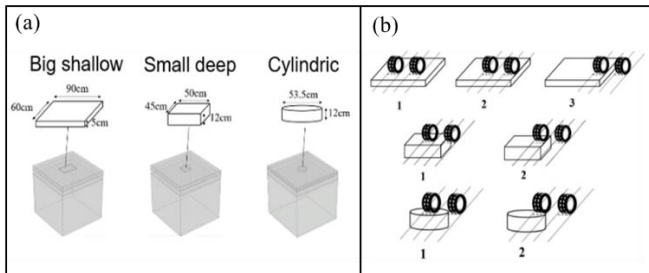 (a)
Big shallow Small deep Cylindric
90cm
60cm
5cm
50cm
45cm
12cm
53.5cm
12cm
(b)
1 2 3
1 2
1 2